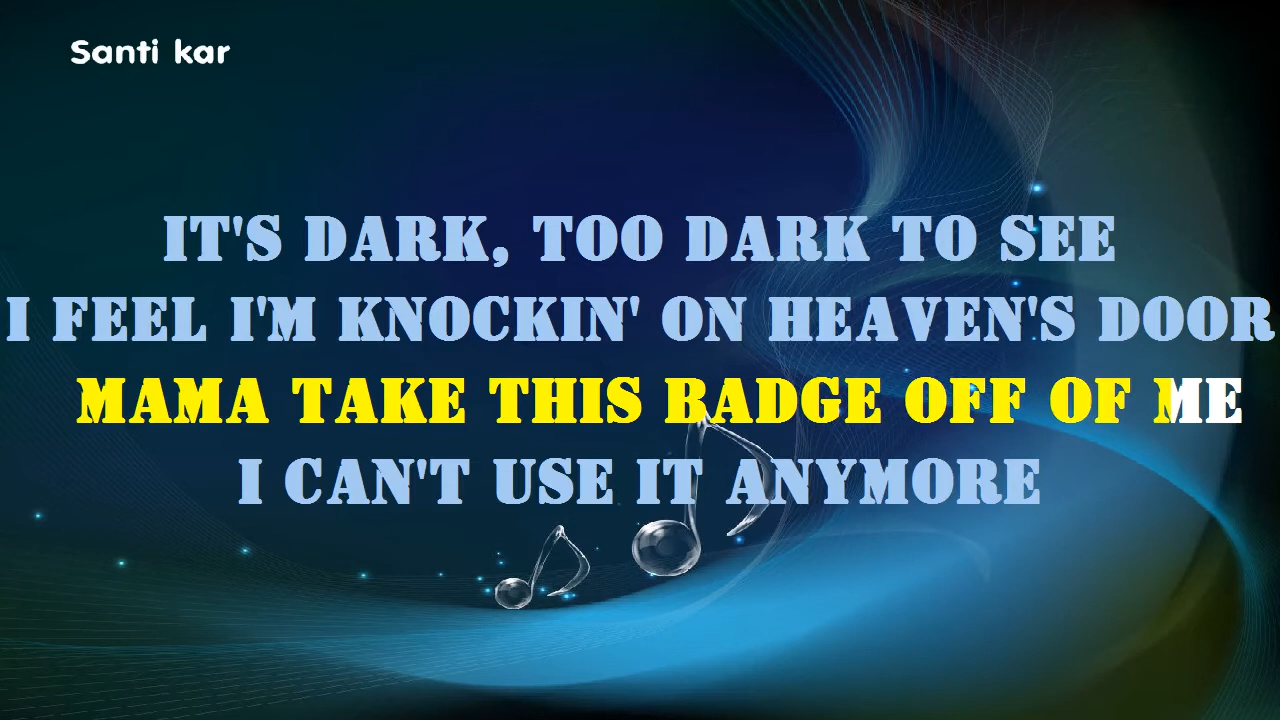 Santi kar
IT'S DARK, TOO DARK TO SEE
I FEEL I'M KNOCKIN' ON HEAVEN'S DOOR
MAMA TAKE THIS BADGE OFF OF ME
I CAN'T USE IT ANYMORE